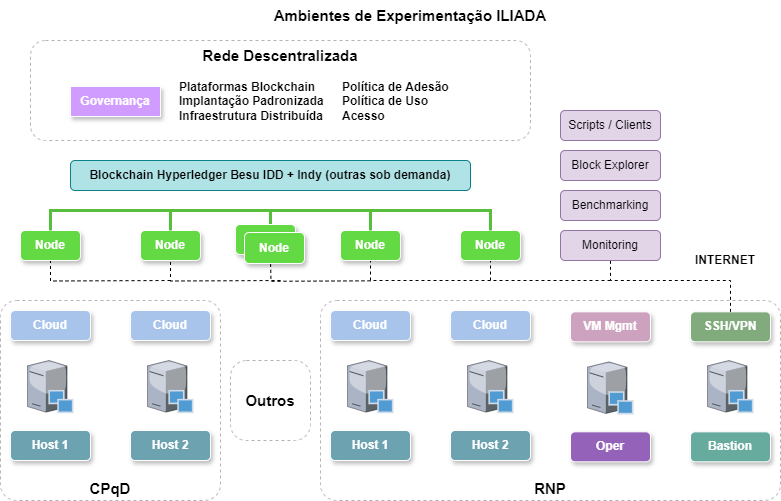 Ambientes de Experimentação ILIADA
Rede Descentralizada
Governança
Plataformas Blockchain
Implantação Padronizada
Infraestrutura Distribuída
Política de Adesão
Política de Uso
Acesso
Scripts / Clients
Block Explorer
Benchmarking
Monitoring
Blockchain Hyperledger Besu IDD + Indy (outras sob demanda)
Node
Node
Node
Node
Node
INTERNET
Cloud
Cloud
Host 1
Host 2
CPqD
Outros
Cloud
Cloud
VM Mgmt
SSH/VPN
Host 1
Host 2
Oper
Bastion
RNP